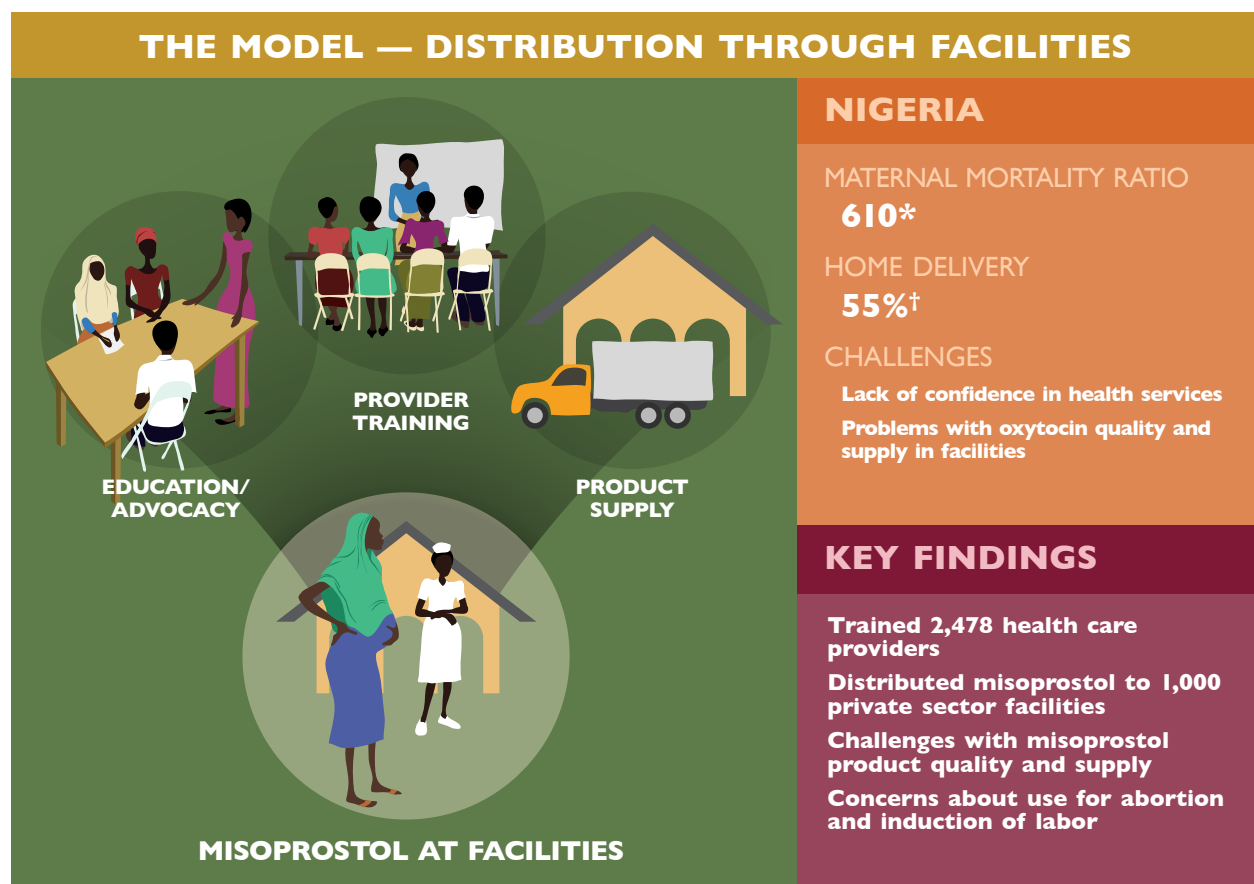 THE MODEL — DISTRIBUTION THROUGH FACILITIES
PROVIDER
TRAINING
EDUCATION/
ADVOCACY
PRODUCT
SUPPLY
MISOPROSTOL AT FACILITIES
NIGERIA
MATERNAL MORTALITY RATIO
610*
HOME DELIVERY
55%†
CHALLENGES
Lack of confidence in health services
Problems with oxytocin quality and
supply in facilities
KEY FINDINGS
Trained 2,478 health care
providers
Distributed misoprostol to 1,000
private sector facilities
Challenges with misoprostol
product quality and supply
Concerns about use for abortion
and induction of labor